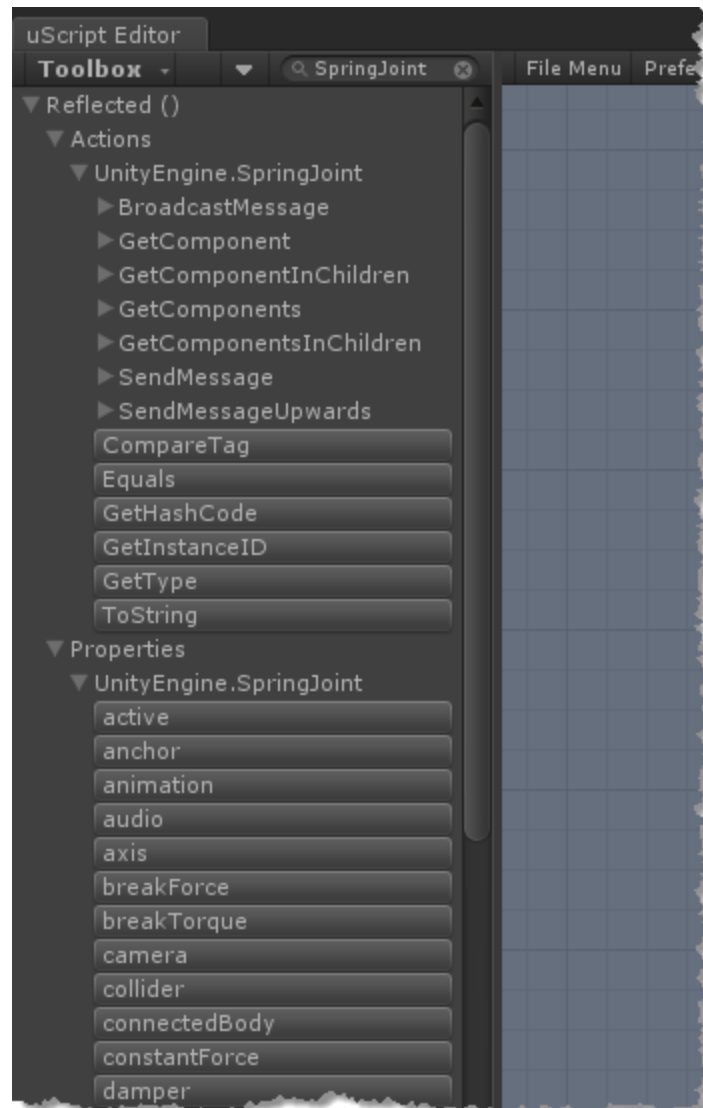 uScript Editor
Toolbox SpringJoint File Menu
Reflected ()
Actions
UnityEngine.SpringJoint
BroadcastMessage
GetComponent
GetComponentInChildren
GetComponents
GetComponentsInChildren
SendMessage
SendMessageUpwards
CompareTag
Equals
GetHashCode
GetInstanceID
GetType
ToString
Properties
UnityEngine.SpringJoint
active
anchor
animation
audio
axis
breakForce
breakTorque
camera
collider
connectedBody
constantForce
damper